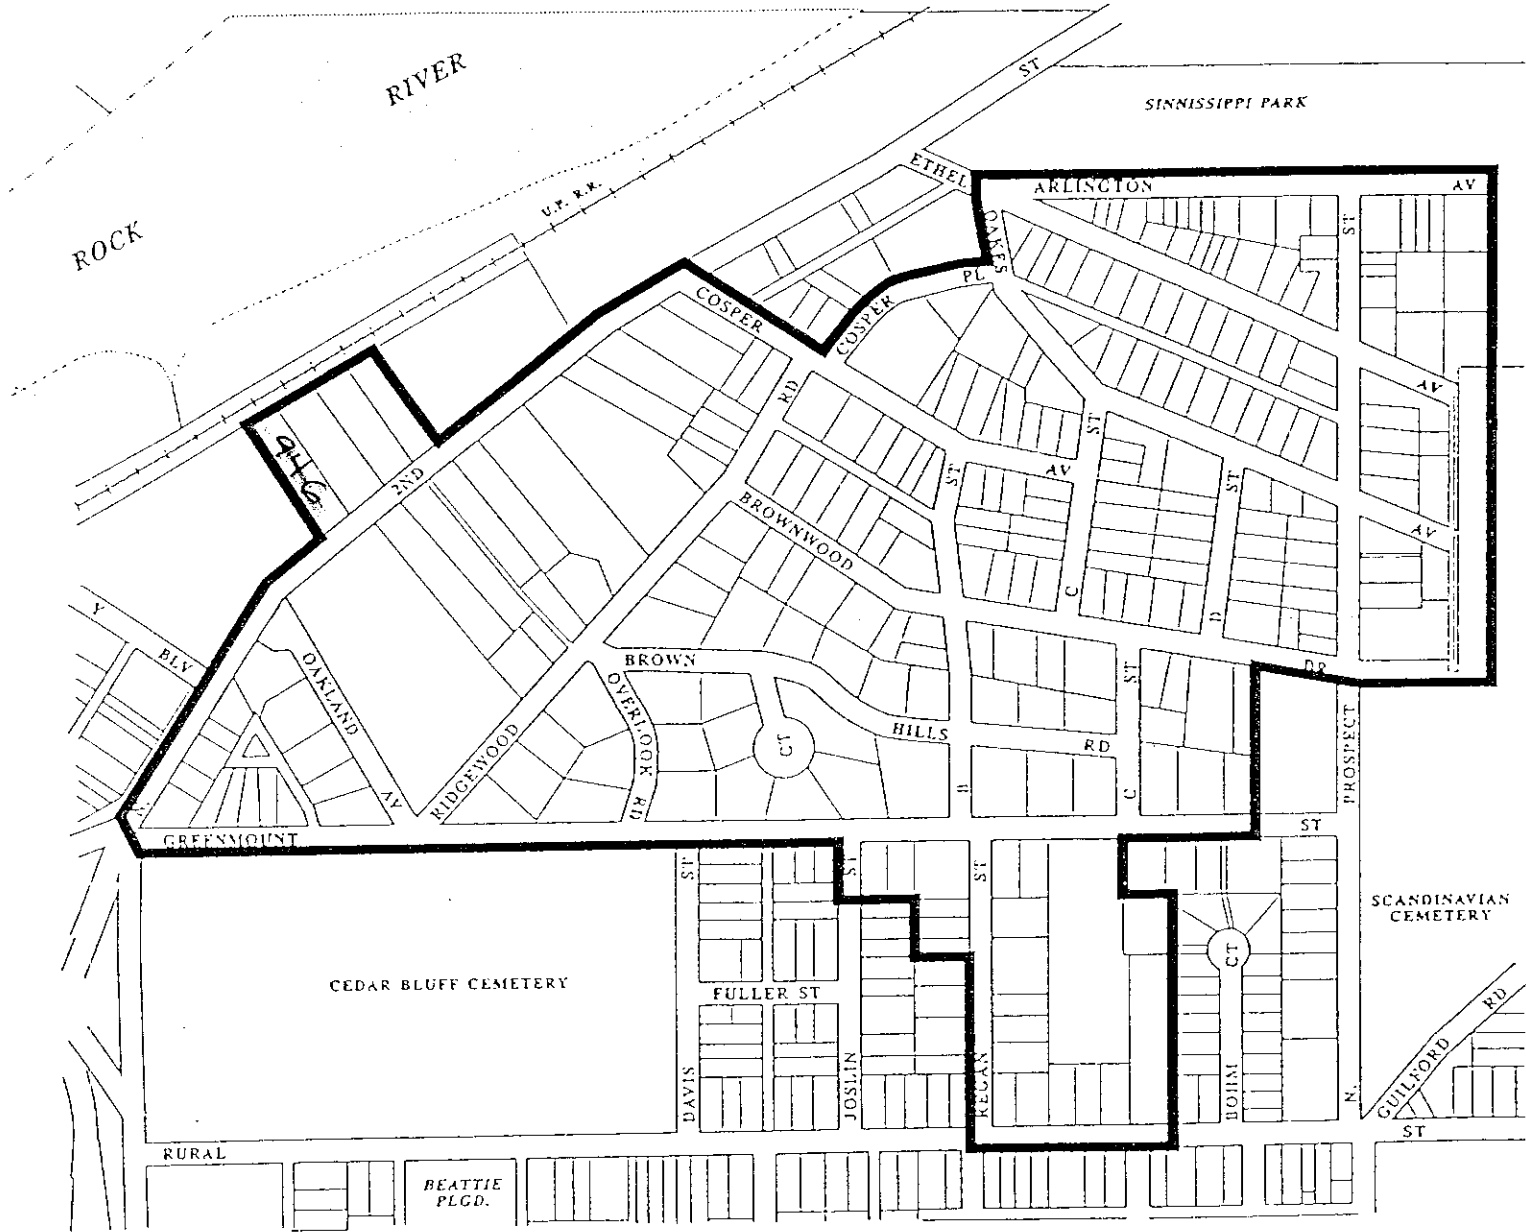 RIVER
ST
SINNISSIPPI PARK
ETHEL
ARLINGTON
AV
U.P. R.R.
ROCK
OAKES
ST
PL
COSPER
COSPER
RD
AV
2ND
946
ST
ST
AV
ST
BROWNWOOD
AV
C
D
Y
BLV
OAKLAND
BROWN
OVERLOOK
ST
DR
RIDGEWOOD
HILLS
CT
RD
PROSPECT
AV
RD
B
C
N
GREENMOUNT
ST
ST
ST
ST
SCANDINAVIAN
CEMETERY
CEDAR BLUFF CEMETERY
CT
FULLER ST
RD
DAVIS
JOSLIN
REGAN
BOHM
N.
GUILFORD
ST
RURAL
BEATTIE
PLGD.